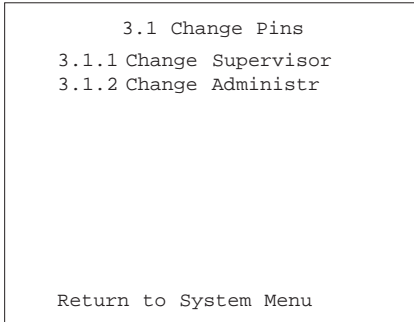 3.1 Change Pins
3.1.1 Change Supervisor
3.1.2 Change Administr
Return to System Menu